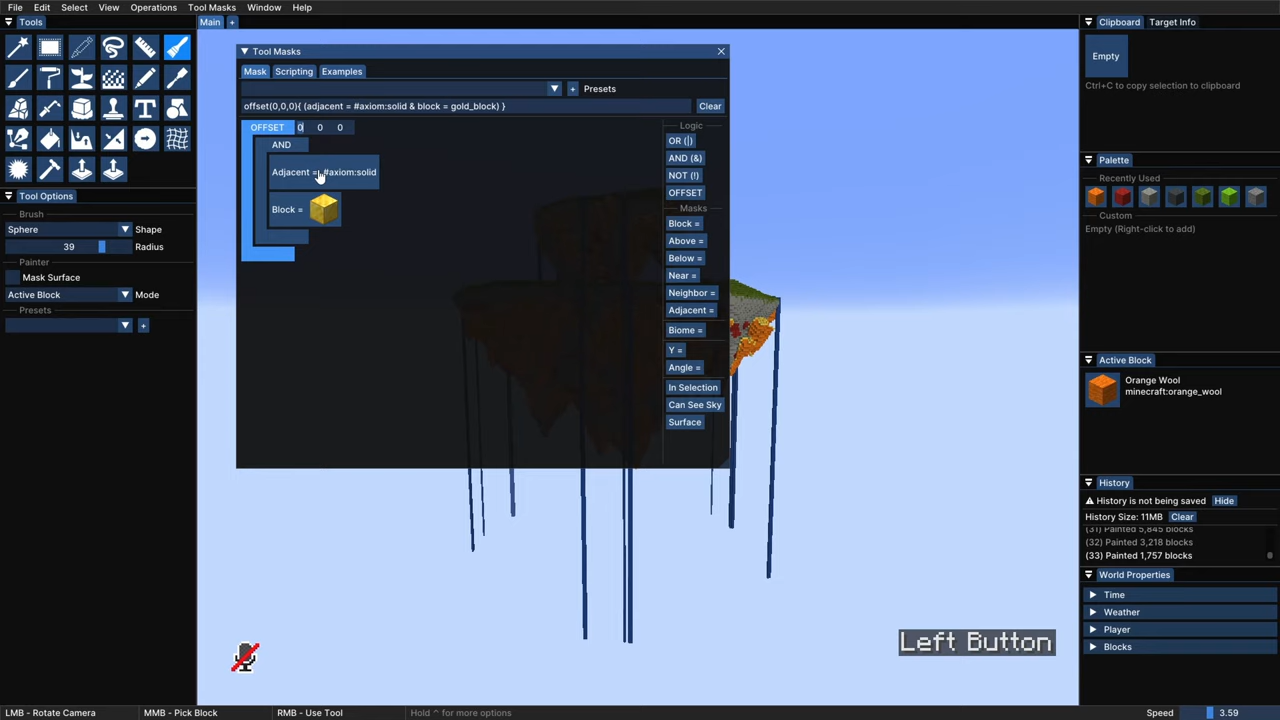 File Edit Select View Operations Tool Masks Window Help
Tools
Main +
Clipboard Target Info
Empty
Ctrl+C to copy selection to clipboard
Tool Masks
Mask Scripting Examples
+ Presets
offset(0,0,0){ (adjacent = #axiom:solid & block = gold_block) } Clear
OFFSET 0 0 0
AND
Adjacent = #axiom:solid
Block =
Logic
OR (|)
AND (&)
NOT (!)
OFFSET
Masks
Block =
Above =
Below =
Near =
Neighbor =
Adjacent =
Biome =
Y =
Angle =
In Selection
Can See Sky
Surface
Tool Options
Brush
Sphere Shape
39 Radius
Painter
Mask Surface
Active Block Mode
Presets
+
Palette
Recently Used
Custom
Empty (Right-click to add)
Active Block
Orange Wool
minecraft:orange_wool
History
History is not being saved Hide
History Size: 11MB Clear
(31) Painted 5,845 blocks
(32) Painted 3,218 blocks
(33) Painted 1,757 blocks
World Properties
Time
Weather
Player
Blocks
Left Button
LMB - Rotate Camera MMB - Pick Block RMB - Use Tool Hold ^ for more options Speed 3.59